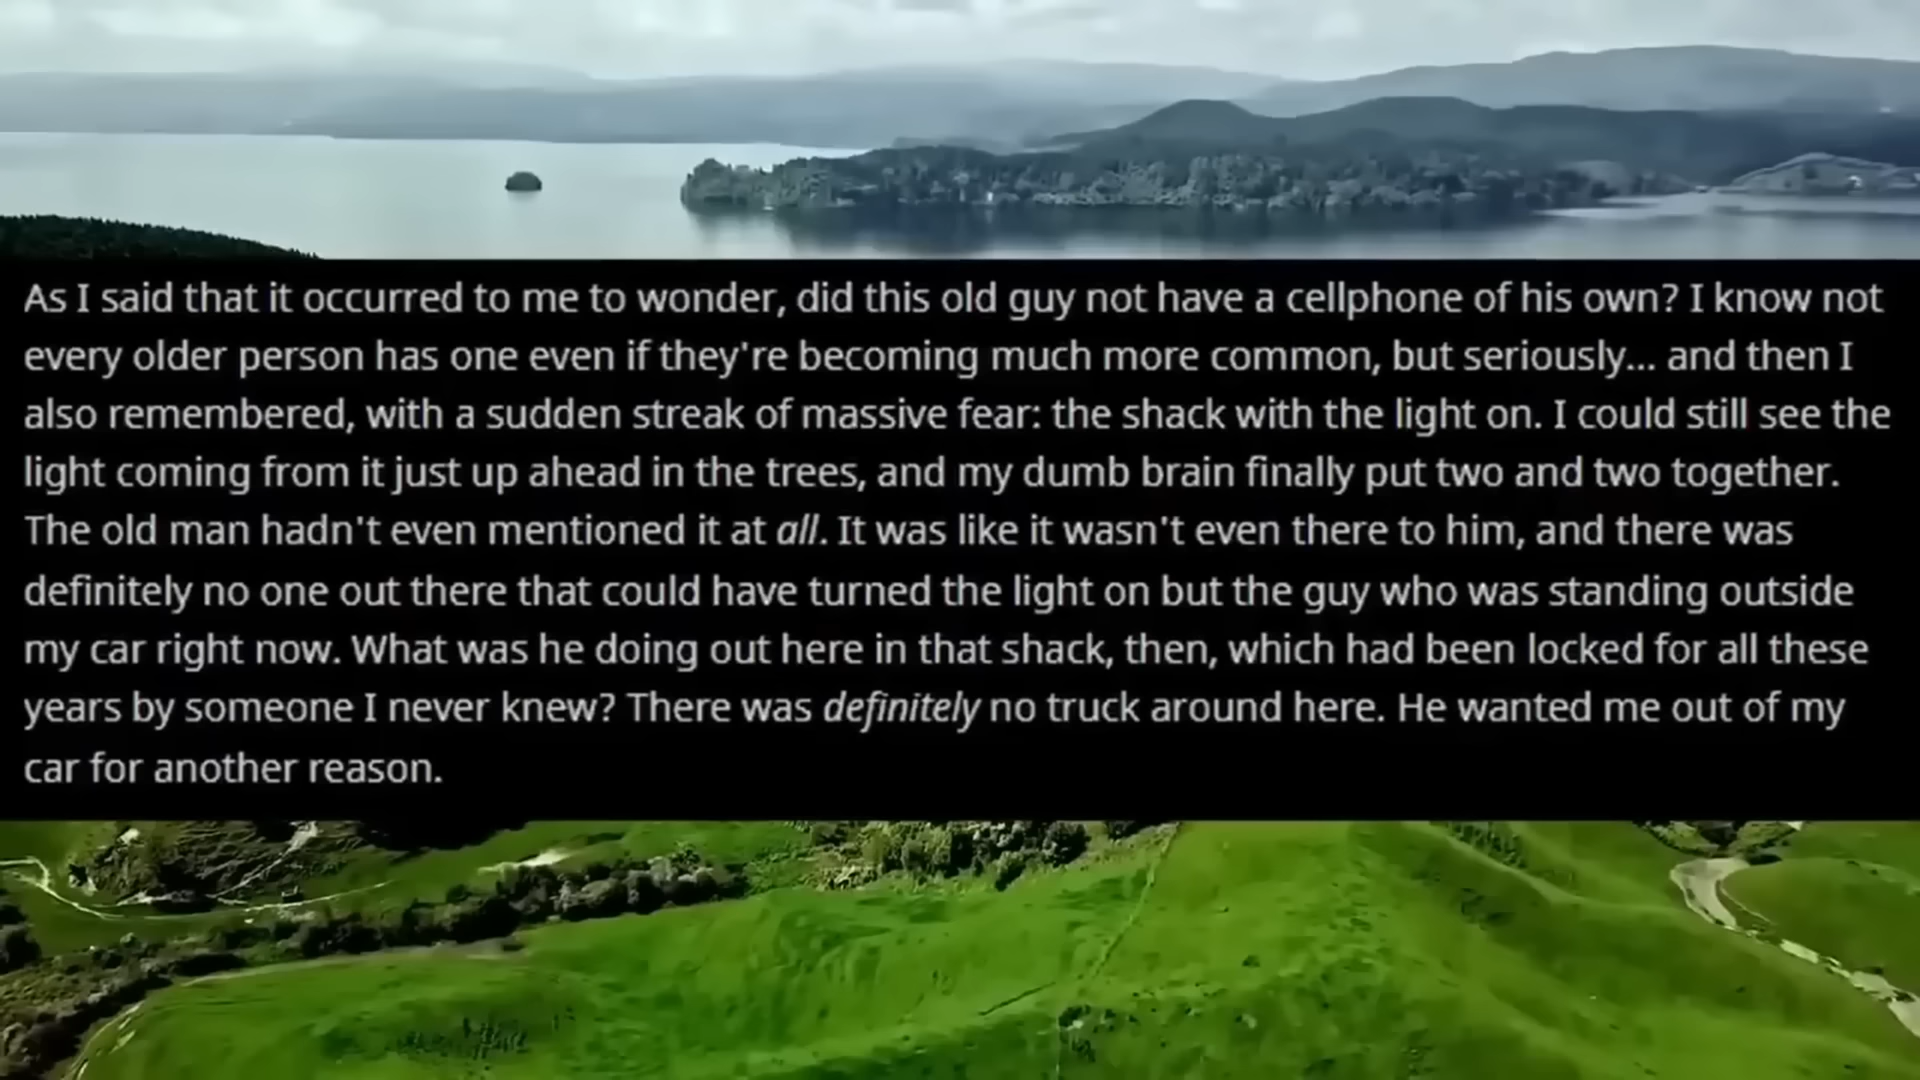 As I said that it occurred to me to wonder, did this old guy not have a cellphone of his own? I know not
every older person has one even if they're becoming much more common, but seriously... and then I
also remembered, with a sudden streak of massive fear: the shack with the light on. I could still see the
light coming from it just up ahead in the trees, and my dumb brain finally put two and two together.
The old man hadn't even mentioned it at all. It was like it wasn't even there to him, and there was
definitely no one out there that could have turned the light on but the guy who was standing outside
my car right now. What was he doing out here in that shack, then, which had been locked for all these
years by someone I never knew? There was definitely no truck around here. He wanted me out of my
car for another reason.